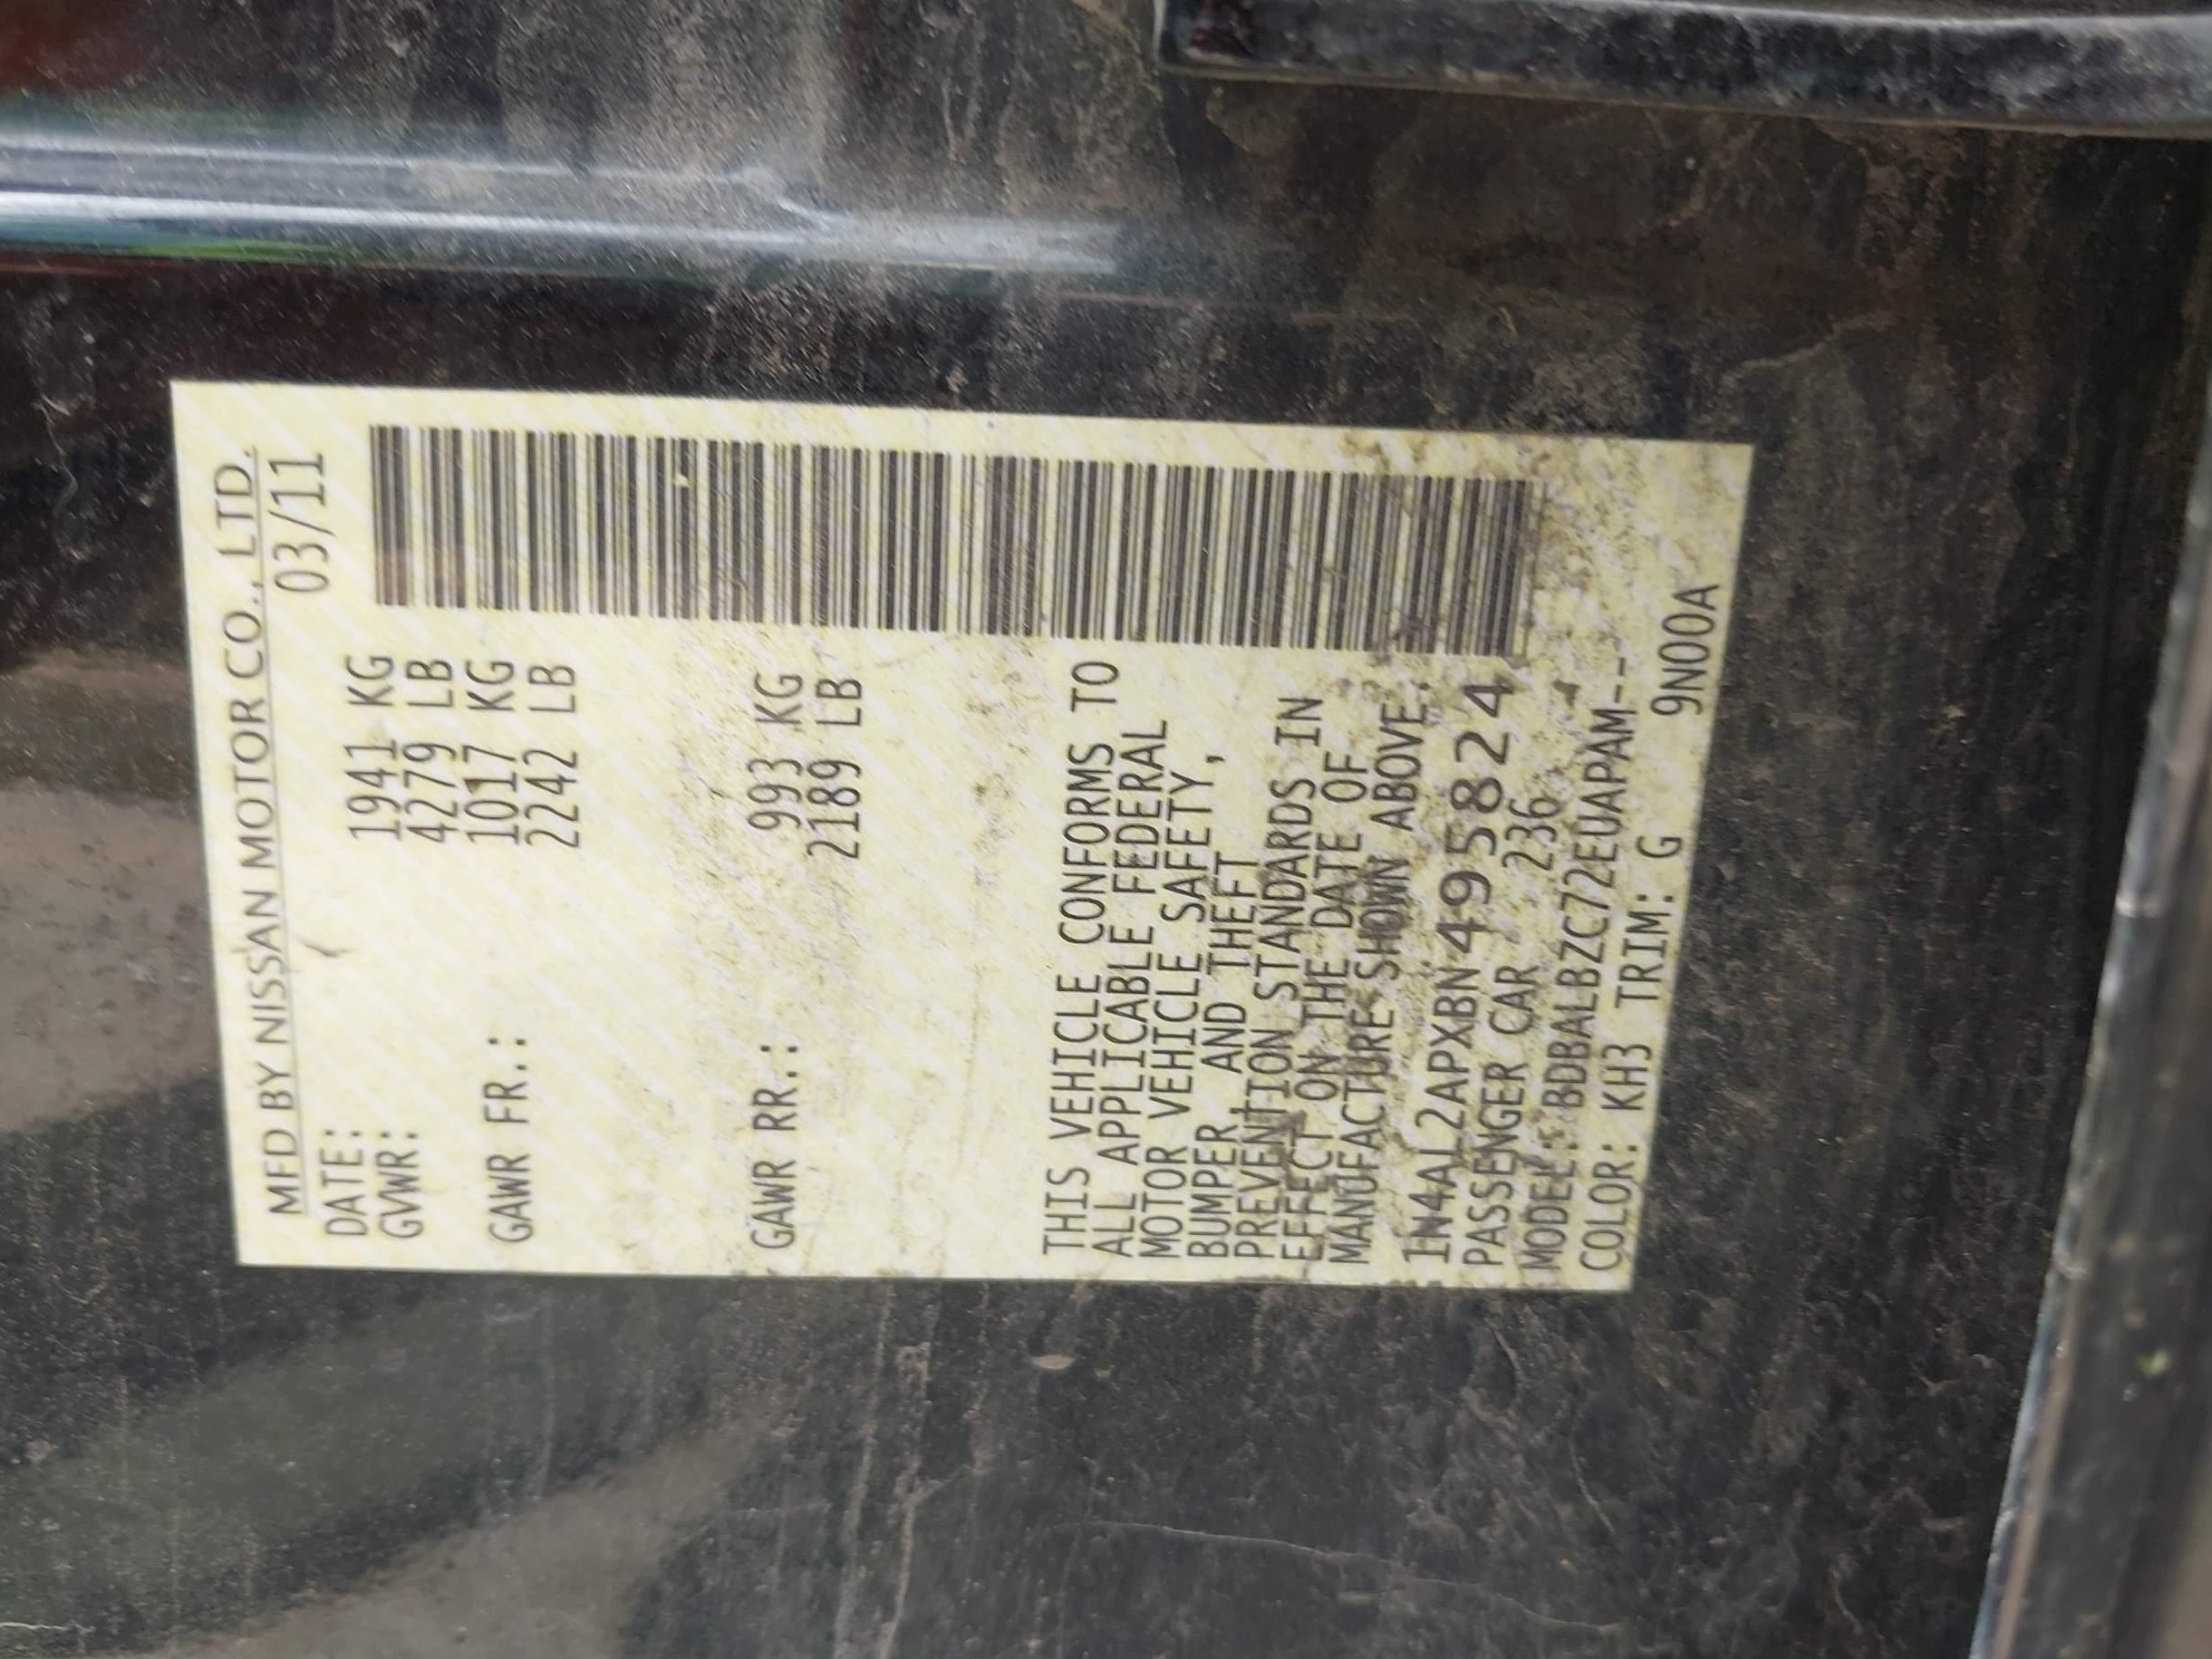 MFD BY NISSAN MOTOR CO., LTD.
DATE: 03/11
GVWR: 1941 KG
4279 LB
GAWR FR.: 1017 KG
2242 LB
GAWR RR.: 993 KG
2189 LB
THIS VEHICLE CONFORMS TO
ALL APPLICABLE FEDERAL
MOTOR VEHICLE SAFETY,
BUMPER, AND THEFT
PREVENTION STANDARDS IN
EFFECT ON THE DATE OF
MANUFACTURE SHOWN ABOVE.
1N4AL2APXBN495824
PASSENGER CAR 236
MODEL: BDBALBZC72EUAPAM--
COLOR: KH3 TRIM: G 9N00A